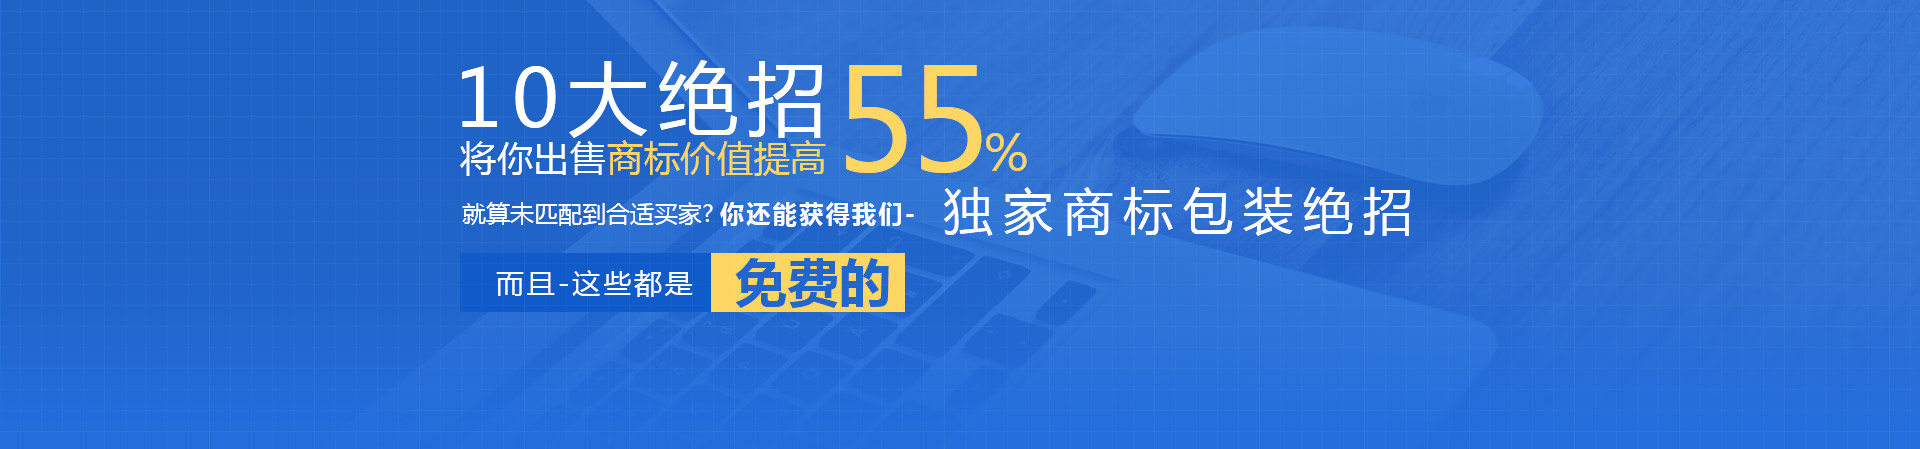 10大绝招
将你出售商标价值提高55%
就算未匹配到合适买家?你还能获得我们- 独家商标包装绝招
而且-这些都是 免费的